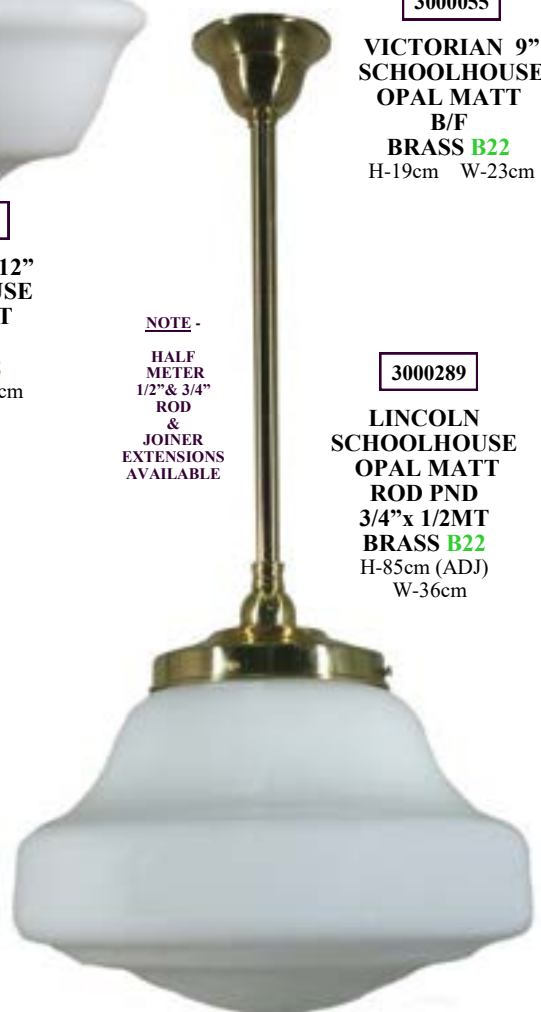 3000055
VICTORIAN 9”
SCHOOLHOUSE
OPAL MATT
B/F
BRASS B22
H-19cm W-23cm
12”
cm
NOTE -
HALF
METER
1/2”& 3/4”
ROD
&
JOINER
EXTENSIONS
AVAILABLE
3000289
LINCOLN
SCHOOLHOUSE
OPAL MATT
ROD PND
3/4”x 1/2MT
BRASS B22
H-85cm (ADJ)
W-36cm